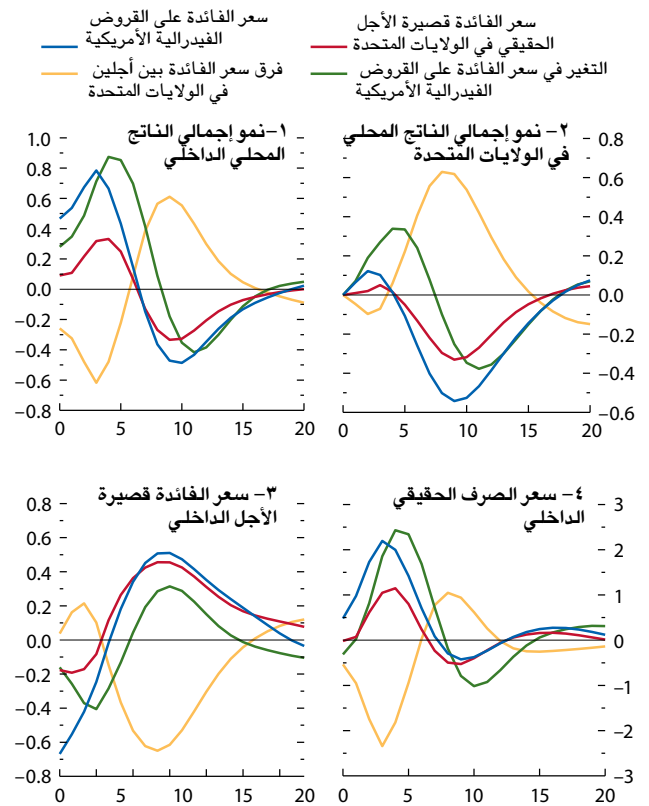 سعر الفائدة قصيرة الأجل
الحقيقي في الولايات المتحدة
سعر الفائدة على القروض
الفيدرالية الأمريكية
التغير في سعر الفائدة على القروض
الفيدرالية الأمريكية
فرق سعر الفائدة بين أجلين
في الولايات المتحدة
١– نمو إجمالي الناتج
المحلي الداخلي
1.0
0.8
0.6
0.4
0.2
0.0
–0.2
–0.4
–0.6
–0.8
0 5 10 15 20
٢– نمو إجمالي الناتج المحلي
في الولايات المتحدة
0.8
0.6
0.4
0.2
0.0
–0.2
–0.4
–0.6
0 5 10 15 20
٣– سعر الفائدة قصيرة
الأجل الداخلي
0.8
0.6
0.4
0.2
0.0
–0.2
–0.4
–0.6
–0.8
0 5 10 15 20
٤– سعر الصرف الحقيقي
الداخلي
3
2
1
0
–1
–2
–3
0 5 10 15 20